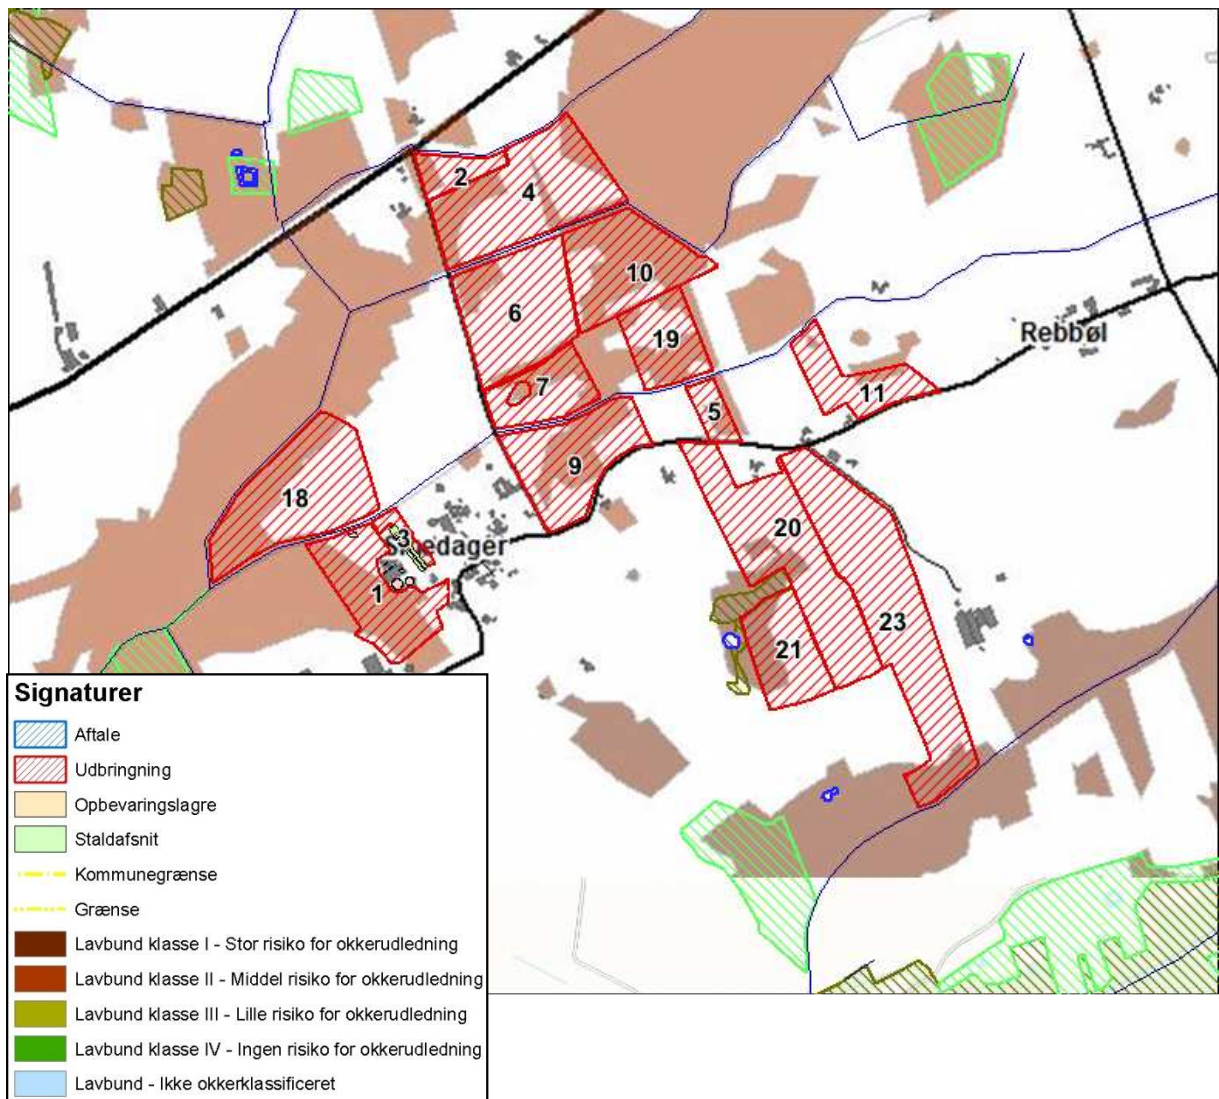 2
4
10
6
Rebbøl
19
7
11
5
9
18
20
3
Smedager
1
23
21
Signaturer
Aftale
Udbringning
Opbevaringslagre
Staldafsnit
Kommunegrænse
Grænse
Lavbund klasse I - Stor risiko for okkerudledning
Lavbund klasse II - Middel risiko for okkerudledning
Lavbund klasse III - Lille risiko for okkerudledning
Lavbund klasse IV - Ingen risiko for okkerudledning
Lavbund - Ikke okkerklassificeret